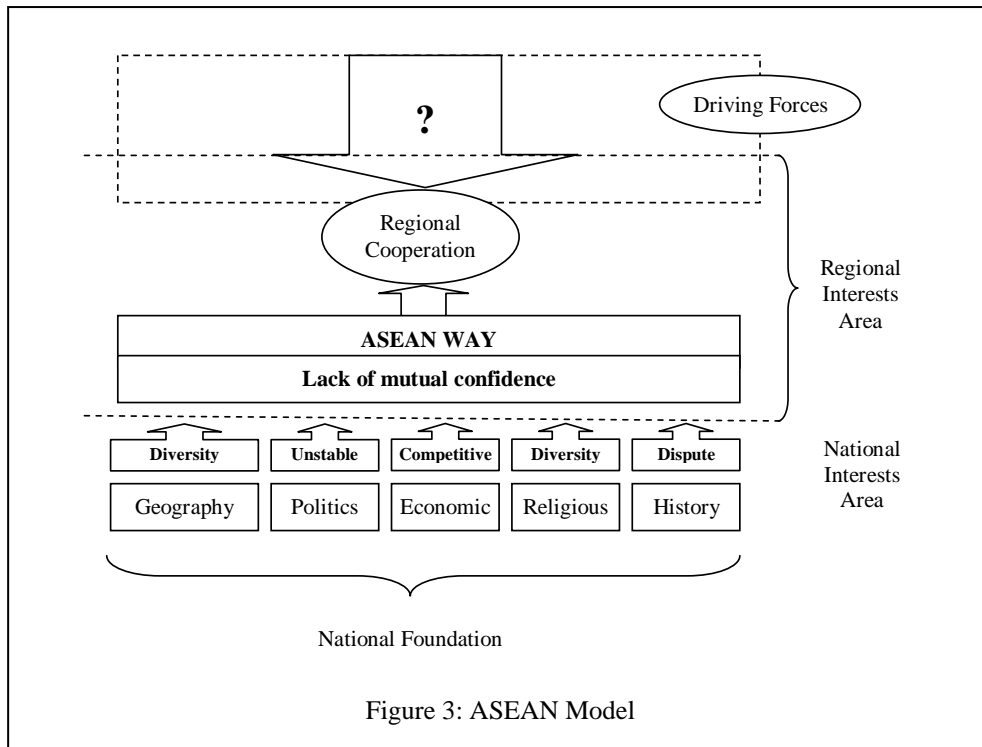 ?
Driving Forces
Regional
Cooperation
Regional
Interests
Area
ASEAN WAY
Lack of mutual confidence
Diversity
Unstable
Competitive
Diversity
Dispute
National
Interests
Area
Geography
Politics
Economic
Religious
History
National Foundation
Figure 3: ASEAN Model